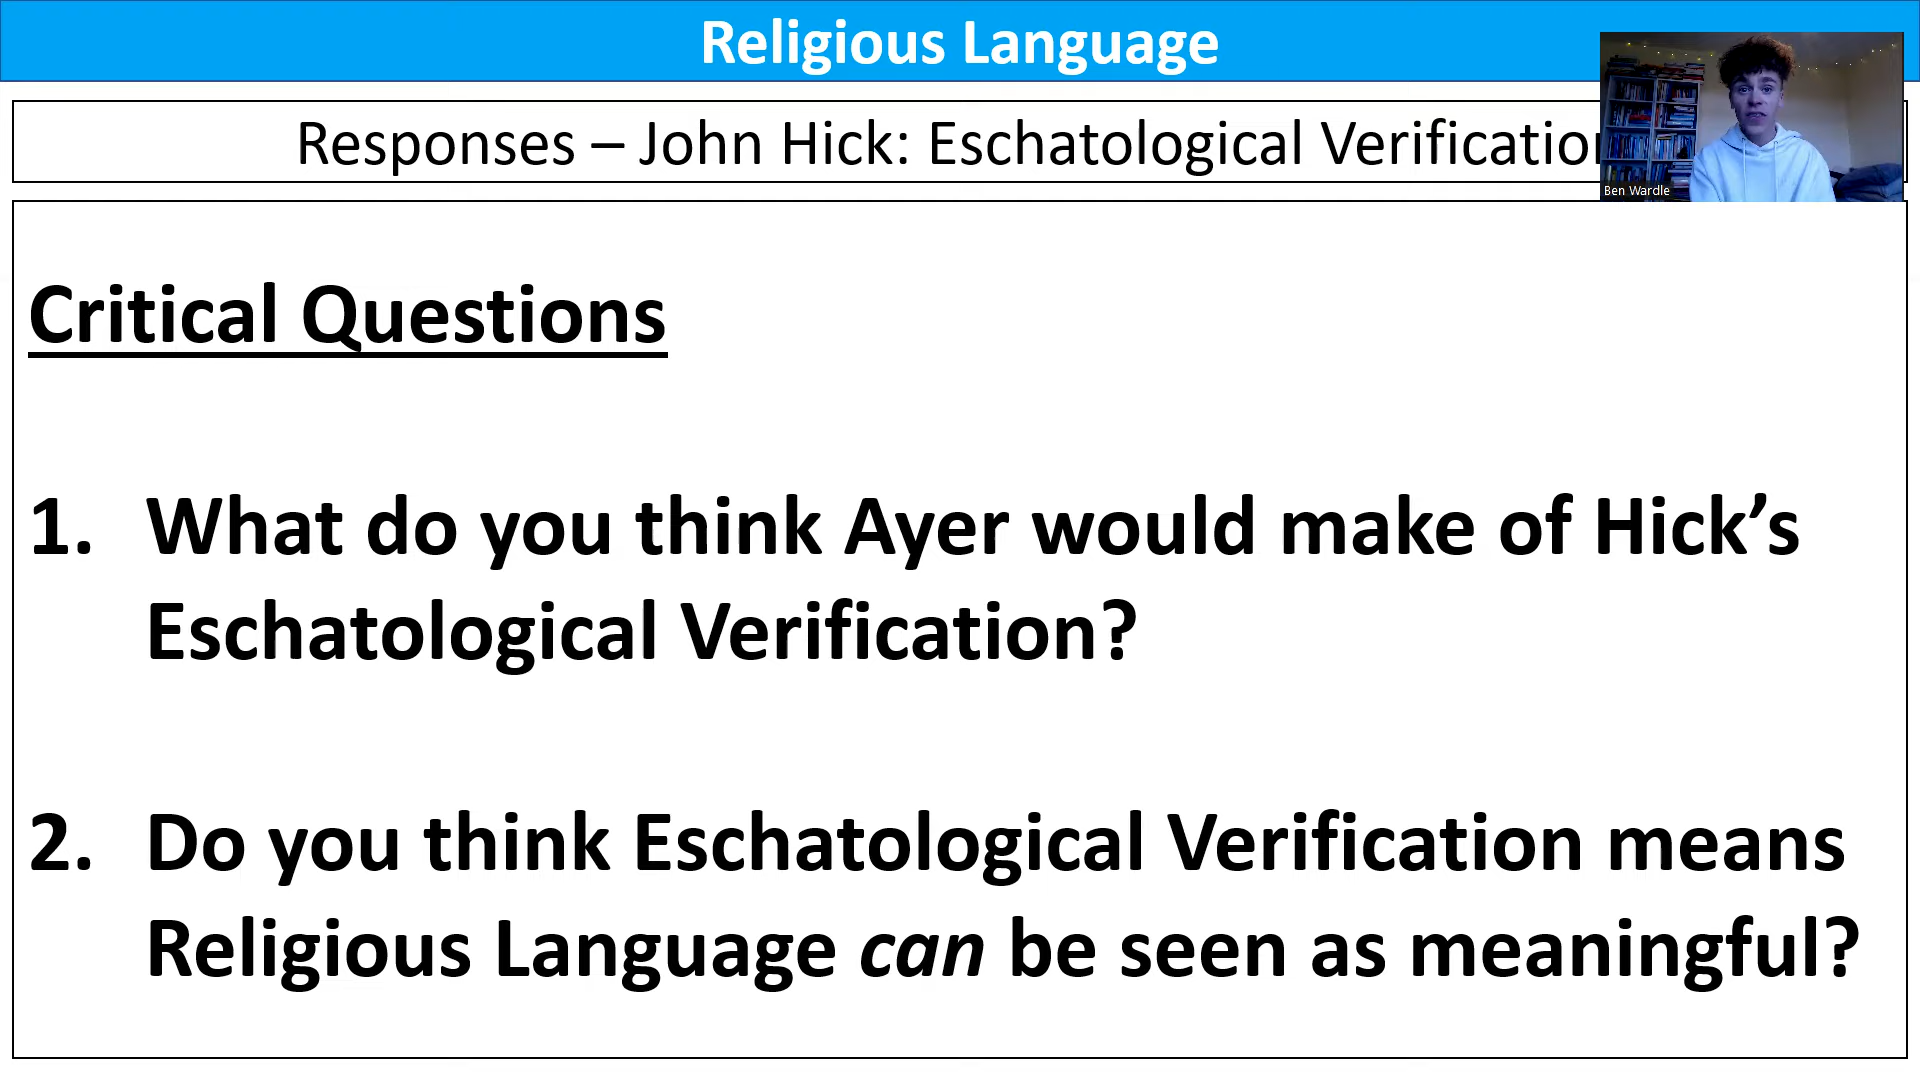 Religious Language
Responses – John Hick: Eschatological Verification
Ben Wardle
Critical Questions
1. What do you think Ayer would make of Hick’s
Eschatological Verification?
2. Do you think Eschatological Verification means
Religious Language can be seen as meaningful?